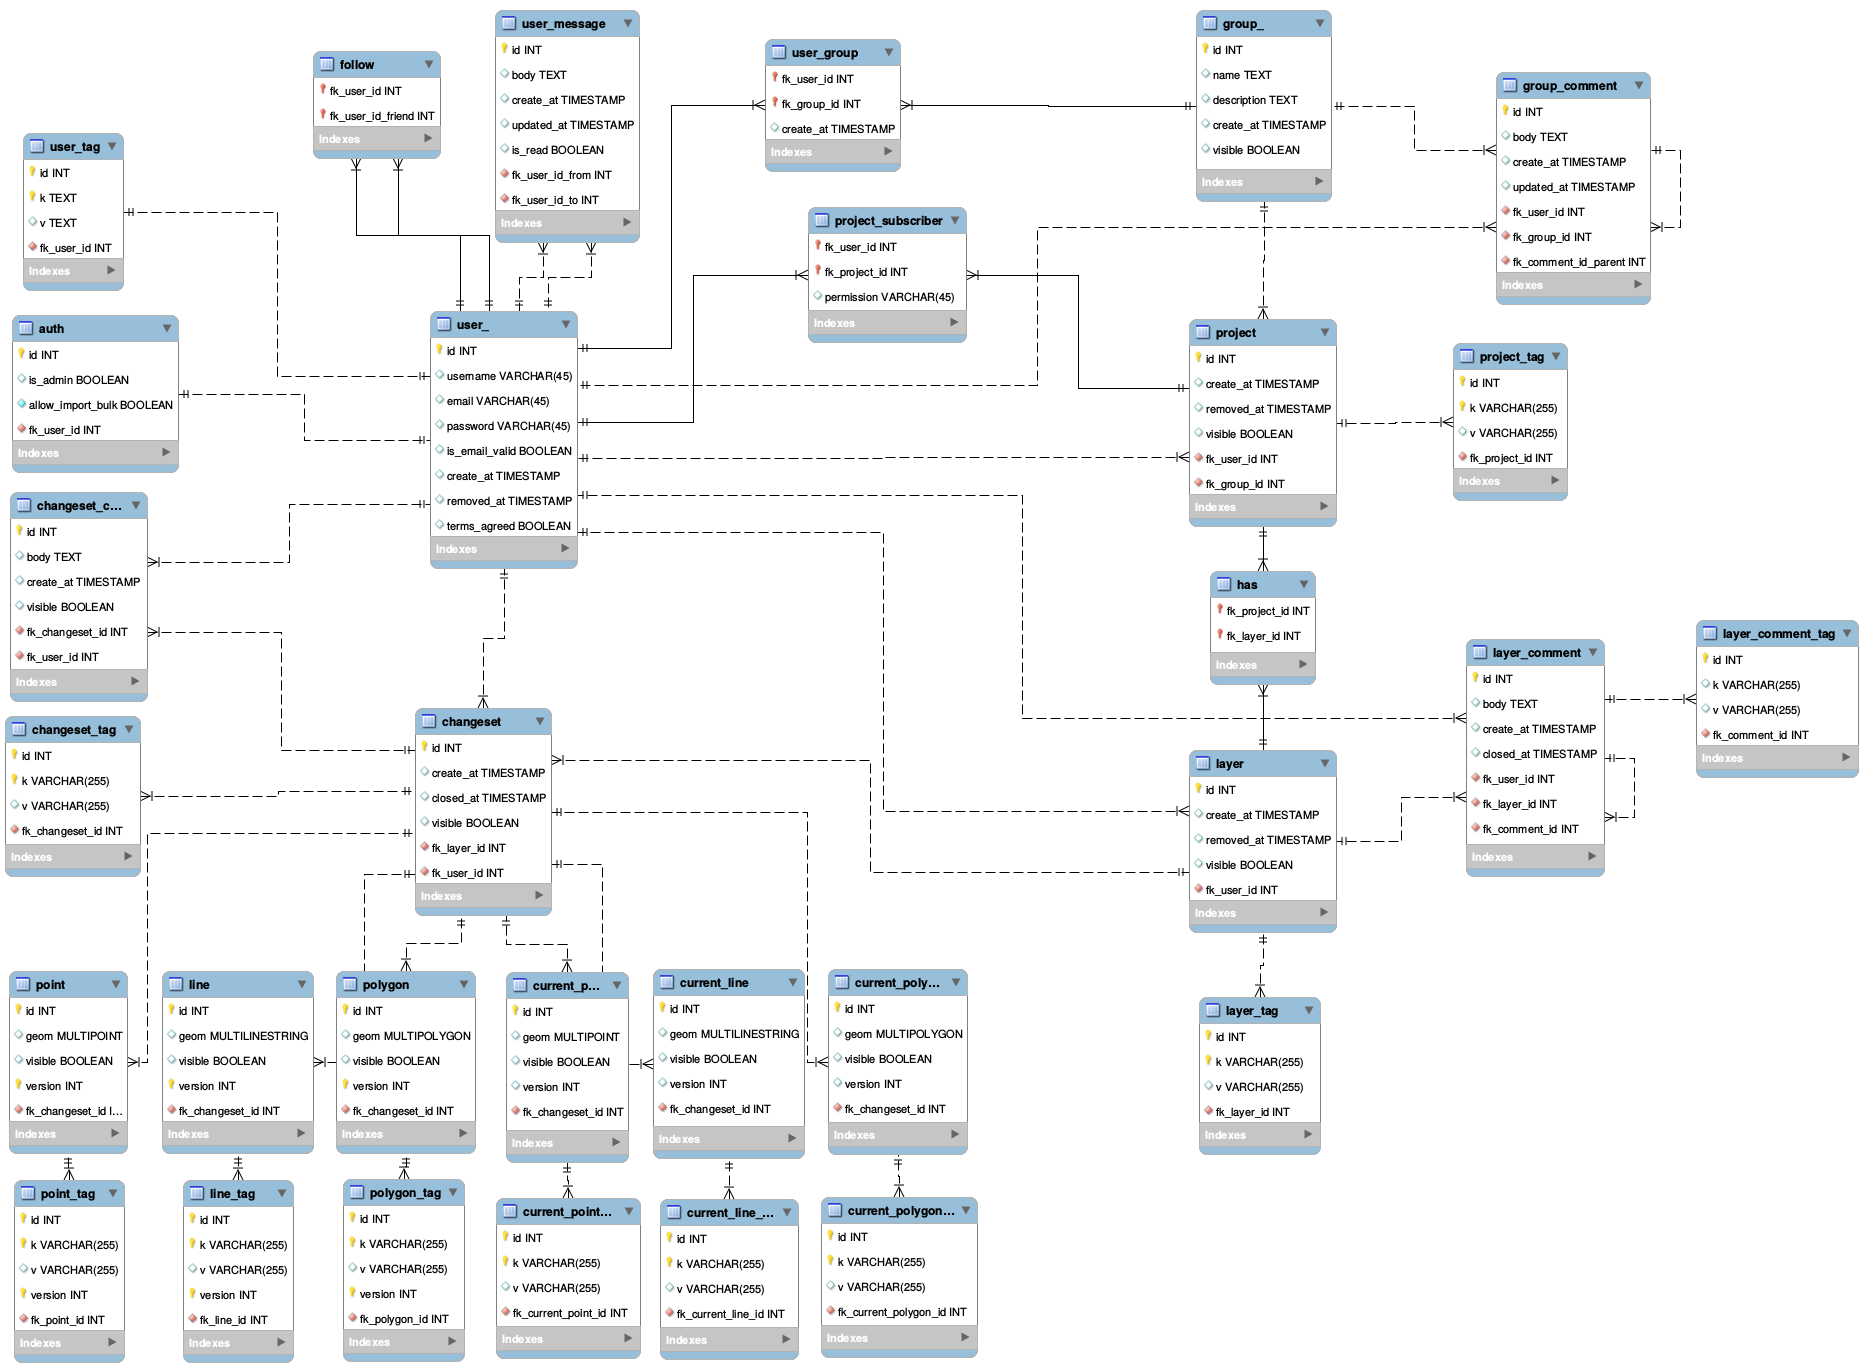 user_message
id INT
body TEXT
create_at TIMESTAMP
updated_at TIMESTAMP
is_read BOOLEAN
fk_user_id_from INT
fk_user_id_to INT
Indexes
group_
id INT
name TEXT
description TEXT
create_at TIMESTAMP
visible BOOLEAN
Indexes
user_group
fk_user_id INT
fk_group_id INT
create_at TIMESTAMP
Indexes
follow
fk_user_id INT
fk_user_id_friend INT
Indexes
group_comment
id INT
body TEXT
create_at TIMESTAMP
updated_at TIMESTAMP
fk_user_id INT
fk_group_id INT
fk_comment_id_parent INT
Indexes
user_tag
id INT
k TEXT
v TEXT
fk_user_id INT
Indexes
project_subscriber
fk_user_id INT
fk_project_id INT
permission VARCHAR(45)
Indexes
auth
id INT
is_admin BOOLEAN
allow_import_bulk BOOLEAN
fk_user_id INT
Indexes
user_
id INT
username VARCHAR(45)
email VARCHAR(45)
password VARCHAR(45)
is_email_valid BOOLEAN
create_at TIMESTAMP
removed_at TIMESTAMP
terms_agreed BOOLEAN
Indexes
project
id INT
create_at TIMESTAMP
removed_at TIMESTAMP
visible BOOLEAN
fk_user_id INT
fk_group_id INT
Indexes
project_tag
id INT
k VARCHAR(255)
v VARCHAR(255)
fk_project_id INT
Indexes
changeset_c...
id INT
body TEXT
create_at TIMESTAMP
visible BOOLEAN
fk_changeset_id INT
fk_user_id INT
Indexes
has
fk_project_id INT
fk_layer_id INT
Indexes
layer_comment
id INT
body TEXT
create_at TIMESTAMP
closed_at TIMESTAMP
fk_user_id INT
fk_layer_id INT
fk_comment_id INT
Indexes
layer_comment_tag
id INT
k VARCHAR(255)
v VARCHAR(255)
fk_comment_id INT
Indexes
changeset_tag
id INT
k VARCHAR(255)
v VARCHAR(255)
fk_changeset_id INT
Indexes
changeset
id INT
create_at TIMESTAMP
closed_at TIMESTAMP
visible BOOLEAN
fk_layer_id INT
fk_user_id INT
Indexes
layer
id INT
create_at TIMESTAMP
removed_at TIMESTAMP
visible BOOLEAN
fk_user_id INT
Indexes
point
id INT
geom MULTIPOINT
visible BOOLEAN
version INT
fk_changeset_id I...
Indexes
line
id INT
geom MULTILINESTRING
visible BOOLEAN
version INT
fk_changeset_id INT
Indexes
polygon
id INT
geom MULTIPOLYGON
visible BOOLEAN
version INT
fk_changeset_id INT
Indexes
current_p...
id INT
geom MULTIPOINT
visible BOOLEAN
version INT
fk_changeset_id INT
Indexes
current_line
id INT
geom MULTILINESTRING
visible BOOLEAN
version INT
fk_changeset_id INT
Indexes
current_poly...
id INT
geom MULTIPOLYGON
visible BOOLEAN
version INT
fk_changeset_id INT
Indexes
layer_tag
id INT
k VARCHAR(255)
v VARCHAR(255)
fk_layer_id INT
Indexes
point_tag
id INT
k VARCHAR(255)
v VARCHAR(255)
version INT
fk_point_id INT
Indexes
line_tag
id INT
k VARCHAR(255)
v VARCHAR(255)
version INT
fk_line_id INT
Indexes
polygon_tag
id INT
k VARCHAR(255)
v VARCHAR(255)
version INT
fk_polygon_id INT
Indexes
current_point...
id INT
k VARCHAR(255)
v VARCHAR(255)
fk_current_point_id INT
Indexes
current_line_...
id INT
k VARCHAR(255)
v VARCHAR(255)
fk_current_line_id INT
Indexes
current_polygon...
id INT
k VARCHAR(255)
v VARCHAR(255)
fk_current_polygon_id INT
Indexes